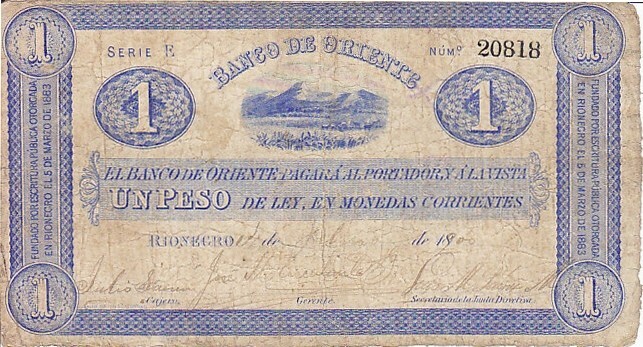 1
1
SERIE E
BANCO DE ORIENTE
NÚMº 20818
1
1
FUNDADO POR ESCRITURA PUBLICA OTORGADA
EN RIONEGRO EL 5 DE MARZO DE 1883
EL BANCO DE ORIENTE PAGARÁ AL PORTADOR, Y Á LA VISTA
UN PESO DE LEY, EN MONEDAS CORRIENTES
RIONEGRO de de 18
FUNDADO POR ESCRITURA PUBLICA OTORGADA
EN RIONEGRO EL 5 DE MARZO DE 1883
Cajero. Gerente. Secretario de la Junta Directiva.
1
1